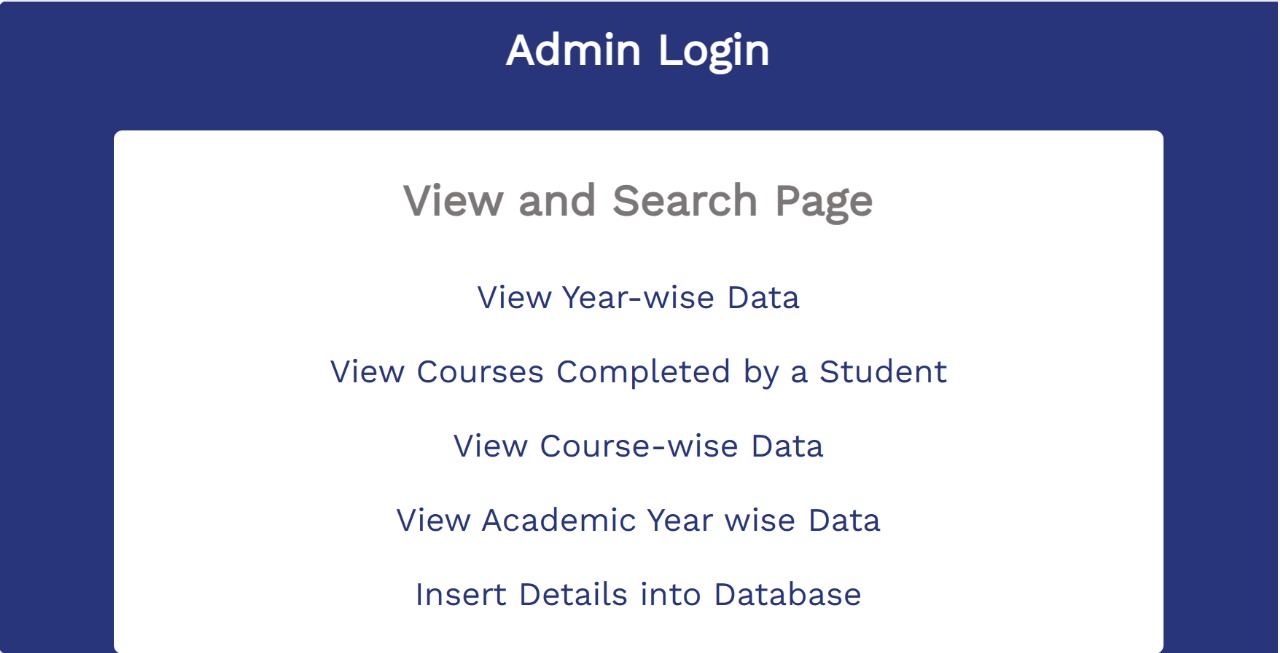 Admin Login
View and Search Page
View Year-wise Data
View Courses Completed by a Student
View Course-wise Data
View Academic Year wise Data
Insert Details into Database